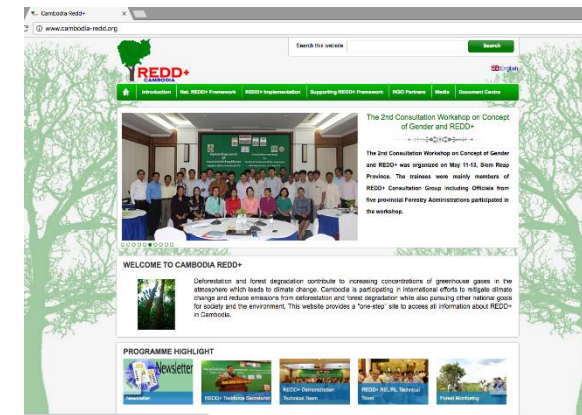 Cambodia Redd+
www.cambodia-redd.org
Search this website
Search
English
REDD+
CAMBODIA
Introduction
Nat. REDD+ Framework
REDD+ Implementation
Supporting REDD+ Framework
NGO Partners
Media
Document Centre
The 2nd Consultation Workshop on Concept
of Gender and REDD+
The 2nd Consultation Workshop on Concept of Gender
and REDD+ was organized on May 11-13, Siem Reap
Province. The trainees were mainly members of
REDD+ Consultation Group including Officials from
five provincial Forestry Administrations participated in
the workshop.
WELCOME TO CAMBODIA REDD+
Deforestation and forest degradation contribute to increasing concentrations of greenhouse gases in the
atmosphere which leads to climate change. Cambodia is participating in international efforts to mitigate climate
change and reduce emissions from deforestation and forest degradation while also pursuing other national goals
for society and the environment. This website provides a "one-step" site to access all information about REDD+
in Cambodia.
PROGRAMME HIGHLIGHT
Newsletter
Newsletter
REDD+ Taskforce Secretariat
REDD+ Demonstration
Technical Team
REDD+ REL/RL Technical
Team
Forest Monitoring